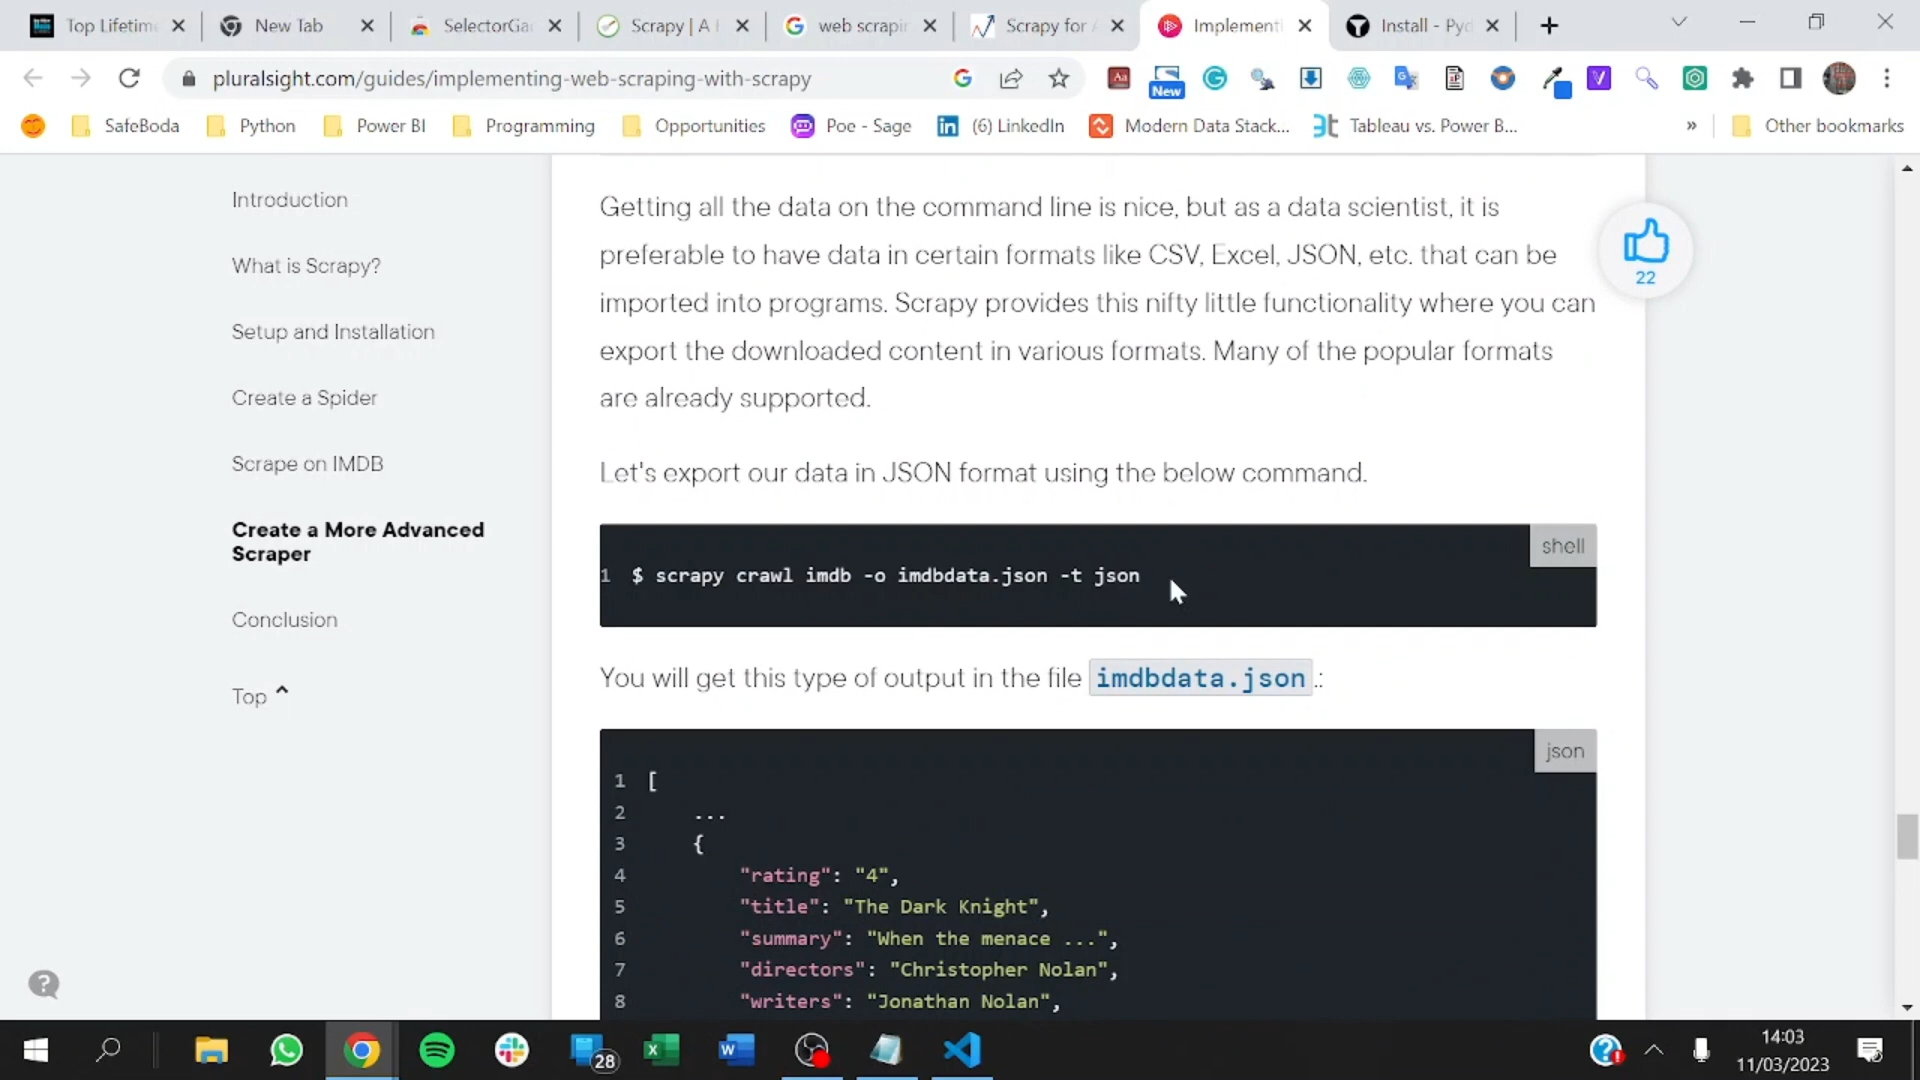 Top Lifetime
New Tab
SelectorGa
Scrapy | A
web scrapin
Scrapy for
Implementi
Install - Pyd
pluralsight.com/guides/implementing-web-scraping-with-scrapy
New
SafeBoda
Python
Power BI
Programming
Opportunities
Poe - Sage
(6) LinkedIn
Modern Data Stack...
Tableau vs. Power B...
»
Other bookmarks
Introduction
What is Scrapy?
Setup and Installation
Create a Spider
Scrape on IMDB
Create a More Advanced
Scraper
Conclusion
Top
Getting all the data on the command line is nice, but as a data scientist, it is
preferable to have data in certain formats like CSV, Excel, JSON, etc. that can be
imported into programs. Scrapy provides this nifty little functionality where you can
export the downloaded content in various formats. Many of the popular formats
are already supported.
22
Let's export our data in JSON format using the below command.
shell
1 $ scrapy crawl imdb -o imdbdata.json -t json
You will get this type of output in the file imdbdata.json.:
json
1 [
2 ...
3 {
4 "rating": "4",
5 "title": "The Dark Knight",
6 "summary": "When the menace ...",
7 "directors": "Christopher Nolan",
8 "writers": "Jonathan Nolan",
28
14:03
11/03/2023